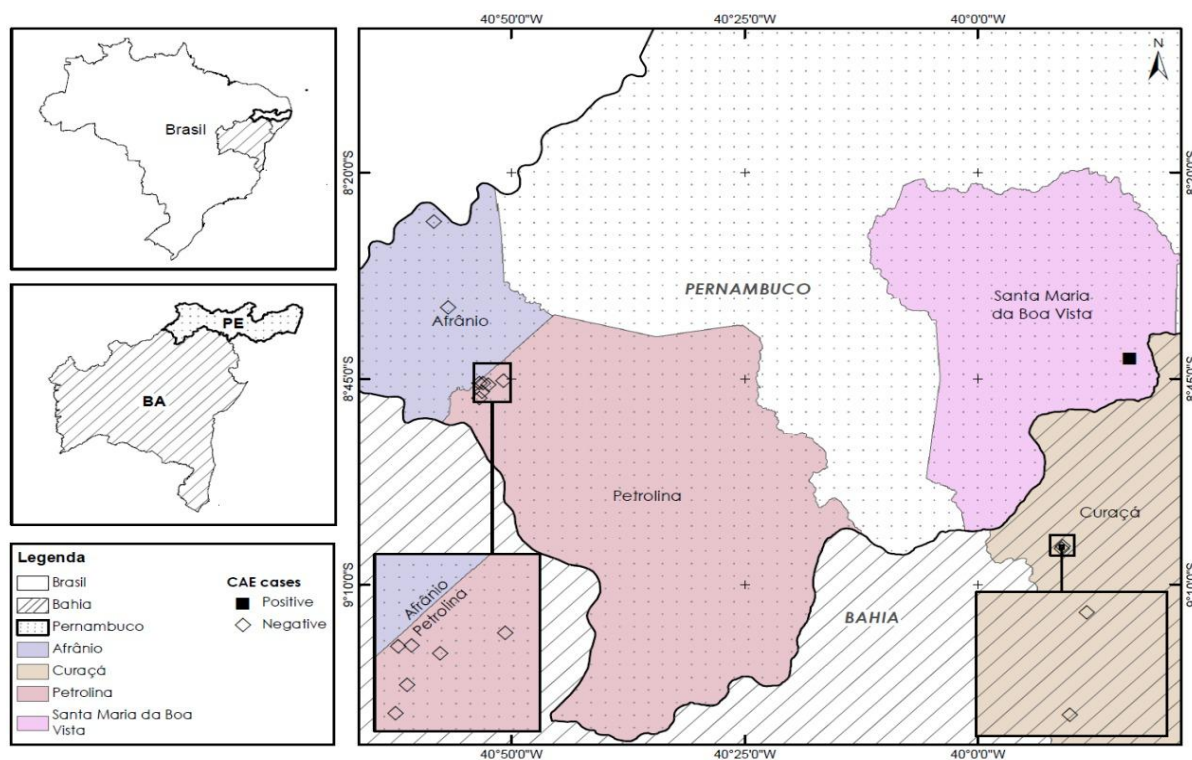 Brasil
PE
BA
Legenda
Brasil
Bahia
Pernambuco
Afrânio
Curaçá
Petrolina
Santa Maria da Boa
Vista
CAE cases
Positive
Negative
40°50'0"W
40°25'0"W
40°0'0"W
N
8°20'0"S
8°20'0"S
8°45'0"S
8°45'0"S
9°10'0"S
9°10'0"S
PERNAMBUCO
Santa Maria
da Boa Vista
Afrânio
Petrolina
Curaçá
BAHIA
Afrânio
Petrolina
40°50'0"W
40°25'0"W
40°0'0"W